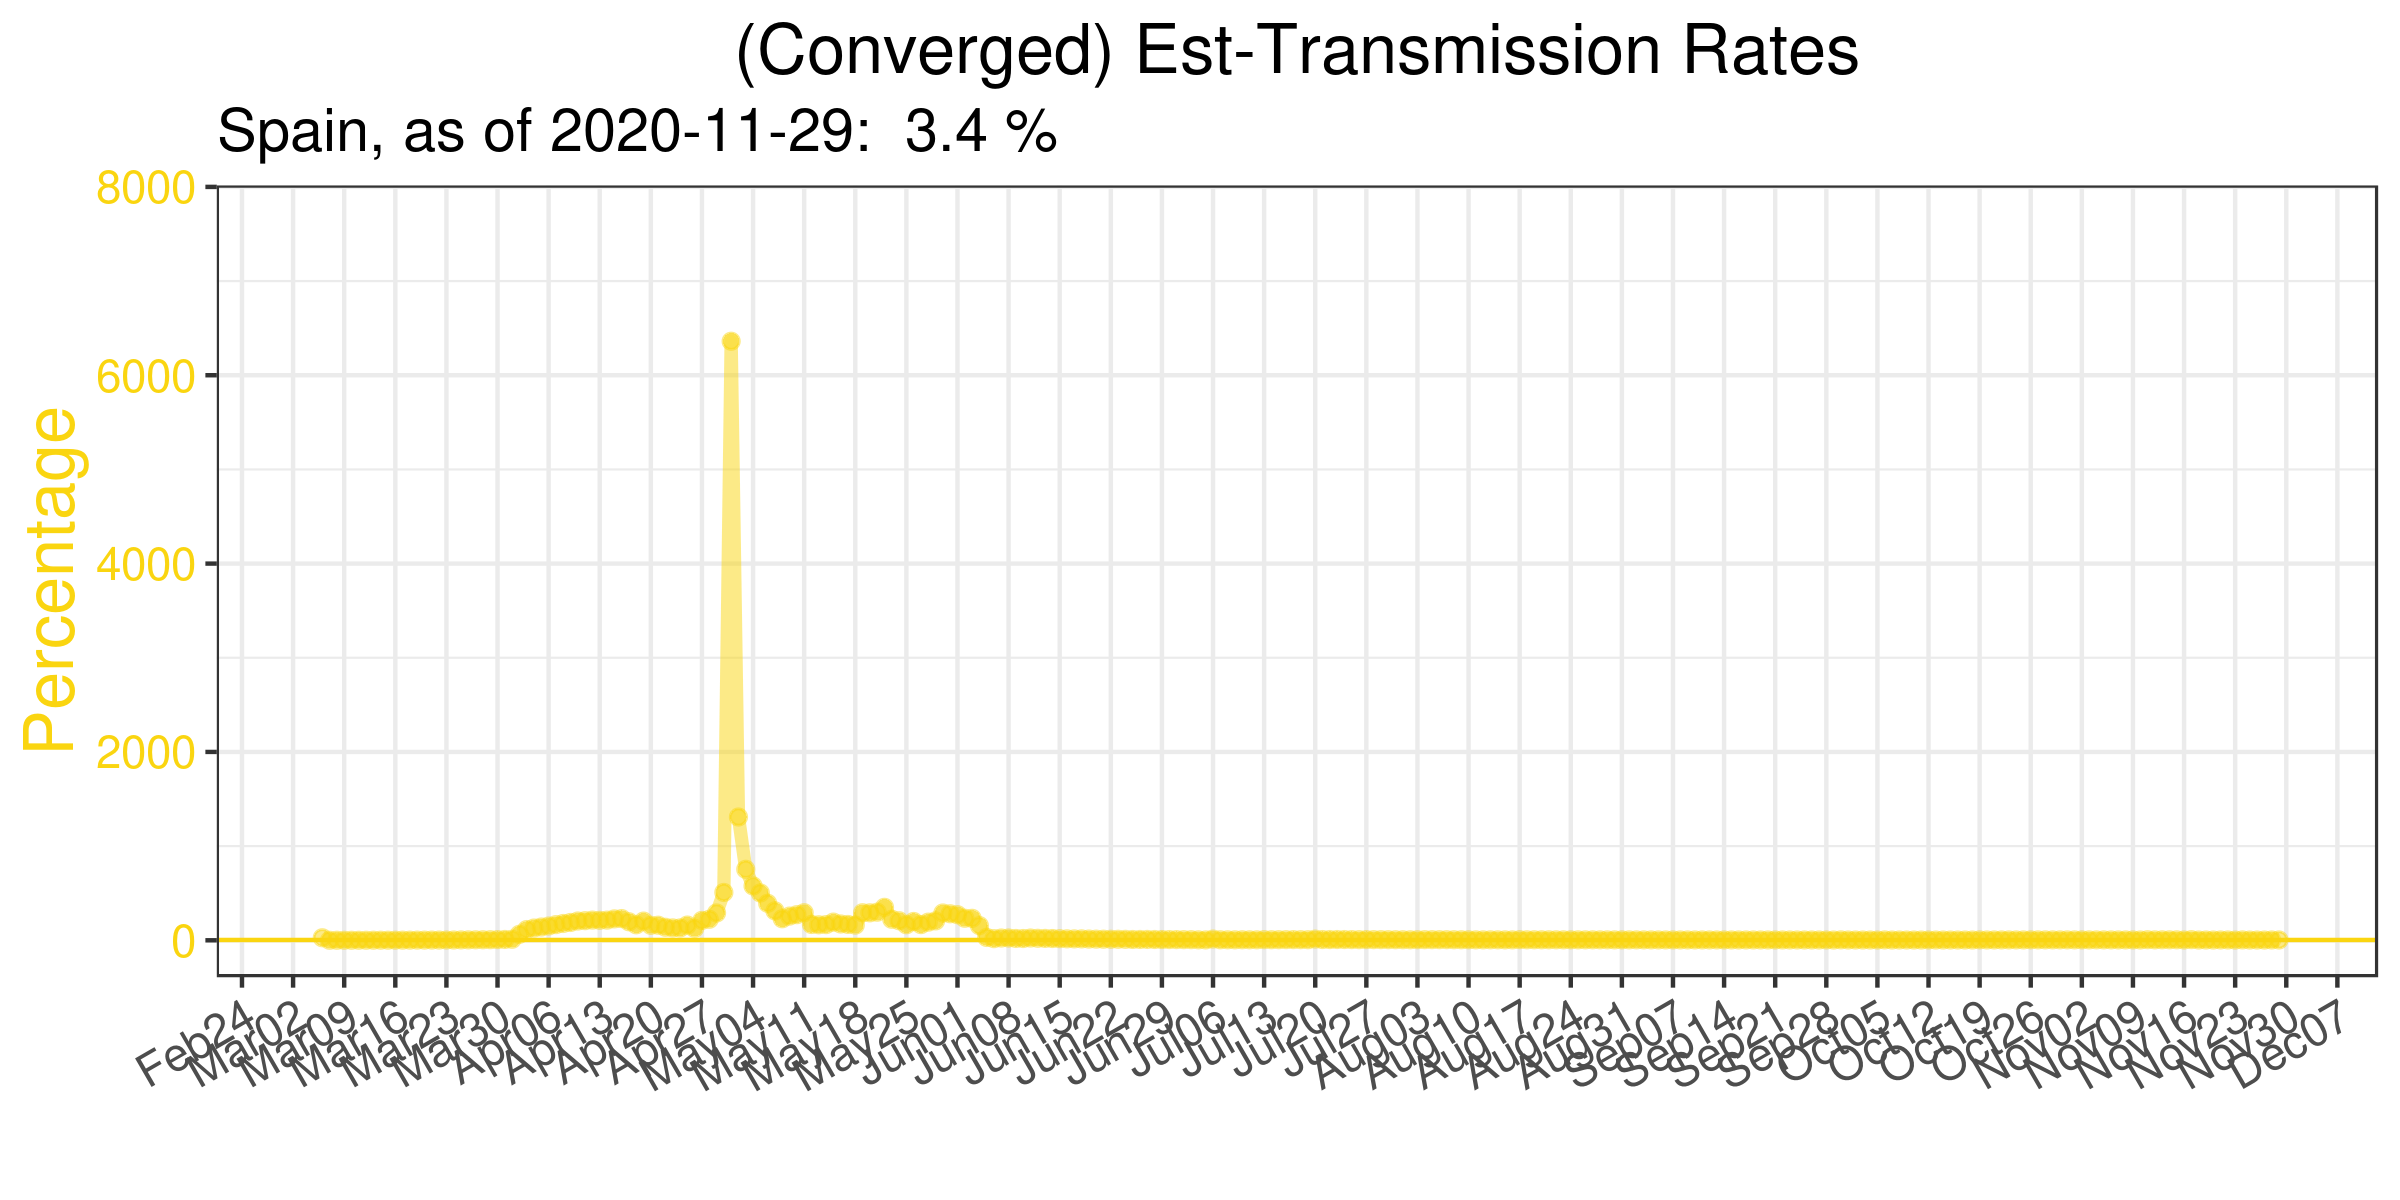 (Converged) Est-Transmission Rates
Spain, as of 2020-11-29:  3.4 %
Percentage
8000
6000
4000
2000
0
Feb24
Mar02
Mar09
Mar16
Mar23
Mar30
Apr06
Apr13
Apr20
Apr27
May04
May11
May18
May25
Jun01
Jun08
Jun15
Jun22
Jun29
Jul06
Jul13
Jul20
Jul27
Aug03
Aug10
Aug17
Aug24
Aug31
Sep07
Sep14
Sep21
Sep28
Oct05
Oct12
Oct19
Oct26
Nov02
Nov09
Nov16
Nov23
Nov30
Dec07